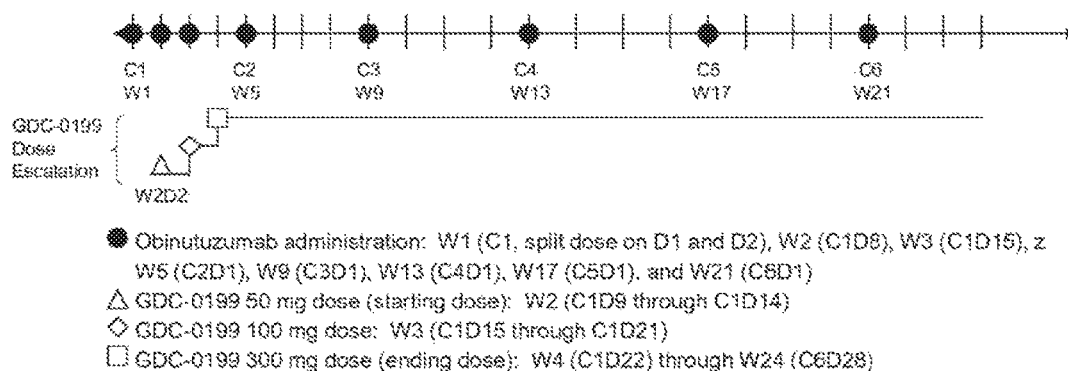 C1 C2 C3 C4 C5 C6
W1 W5 W9 W13 W17 W21
GDC-0199
Dose
Escalation
W2D2
Obinutuzumab administration: W1 (C1, split dose on D1 and D2), W2 (C1D8), W3 (C1D15), z
W5 (C2D1), W9 (C3D1), W13 (C4D1), W17 (C5D1), and W21 (C6D1)
GDC-0199 50 mg dose (starting dose): W2 (C1D9 through C1D14)
GDC-0199 100 mg dose: W3 (C1D15 through C1D21)
GDC-0199 300 mg dose (ending dose): W4 (C1D22) through W24 (C6D28)